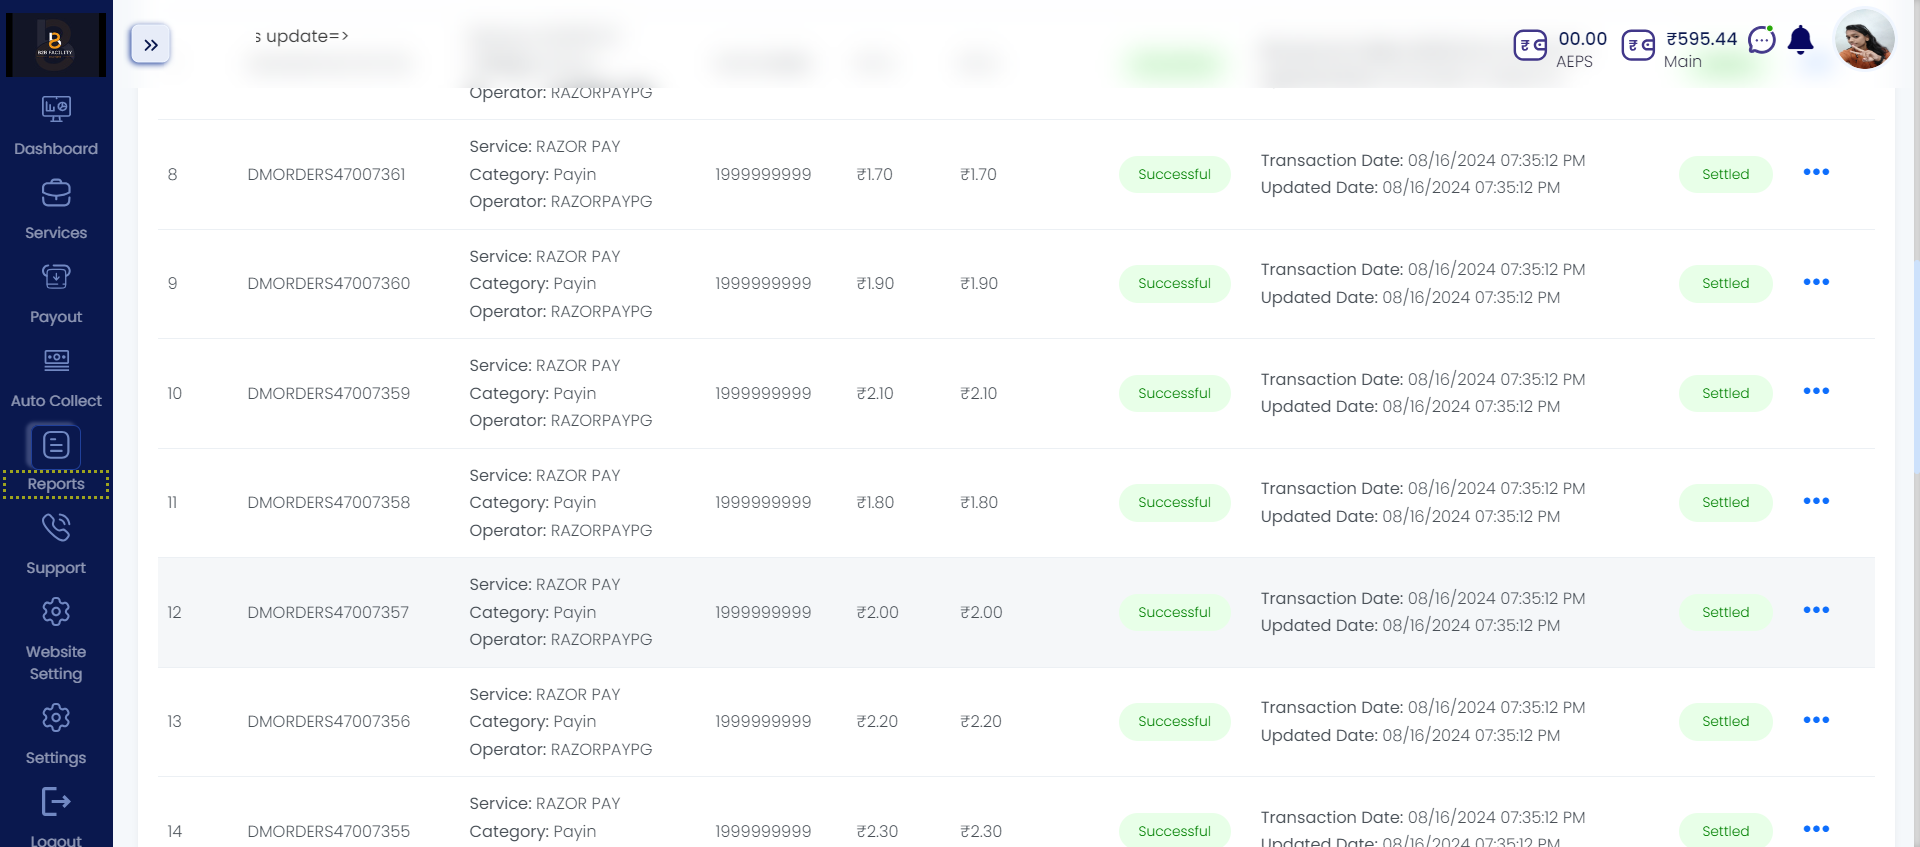 B2B FACILITY
s update=>
00.00
AEPS
₹595.44
Main
Dashboard
Services
Payout
Auto Collect
Reports
Support
Website
Setting
Settings
Logout
Operator: RAZORPAYPG
8
DMORDERS47007361
Service: RAZOR PAY
Category: Payin
Operator: RAZORPAYPG
1999999999
₹1.70
₹1.70
Successful
Transaction Date: 08/16/2024 07:35:12 PM
Updated Date: 08/16/2024 07:35:12 PM
Settled
9
DMORDERS47007360
Service: RAZOR PAY
Category: Payin
Operator: RAZORPAYPG
1999999999
₹1.90
₹1.90
Successful
Transaction Date: 08/16/2024 07:35:12 PM
Updated Date: 08/16/2024 07:35:12 PM
Settled
10
DMORDERS47007359
Service: RAZOR PAY
Category: Payin
Operator: RAZORPAYPG
1999999999
₹2.10
₹2.10
Successful
Transaction Date: 08/16/2024 07:35:12 PM
Updated Date: 08/16/2024 07:35:12 PM
Settled
11
DMORDERS47007358
Service: RAZOR PAY
Category: Payin
Operator: RAZORPAYPG
1999999999
₹1.80
₹1.80
Successful
Transaction Date: 08/16/2024 07:35:12 PM
Updated Date: 08/16/2024 07:35:12 PM
Settled
12
DMORDERS47007357
Service: RAZOR PAY
Category: Payin
Operator: RAZORPAYPG
1999999999
₹2.00
₹2.00
Successful
Transaction Date: 08/16/2024 07:35:12 PM
Updated Date: 08/16/2024 07:35:12 PM
Settled
13
DMORDERS47007356
Service: RAZOR PAY
Category: Payin
Operator: RAZORPAYPG
1999999999
₹2.20
₹2.20
Successful
Transaction Date: 08/16/2024 07:35:12 PM
Updated Date: 08/16/2024 07:35:12 PM
Settled
14
DMORDERS47007355
Service: RAZOR PAY
Category: Payin
1999999999
₹2.30
₹2.30
Successful
Transaction Date: 08/16/2024 07:35:12 PM
Updated Date: 08/16/2024 07:35:12 PM
Settled